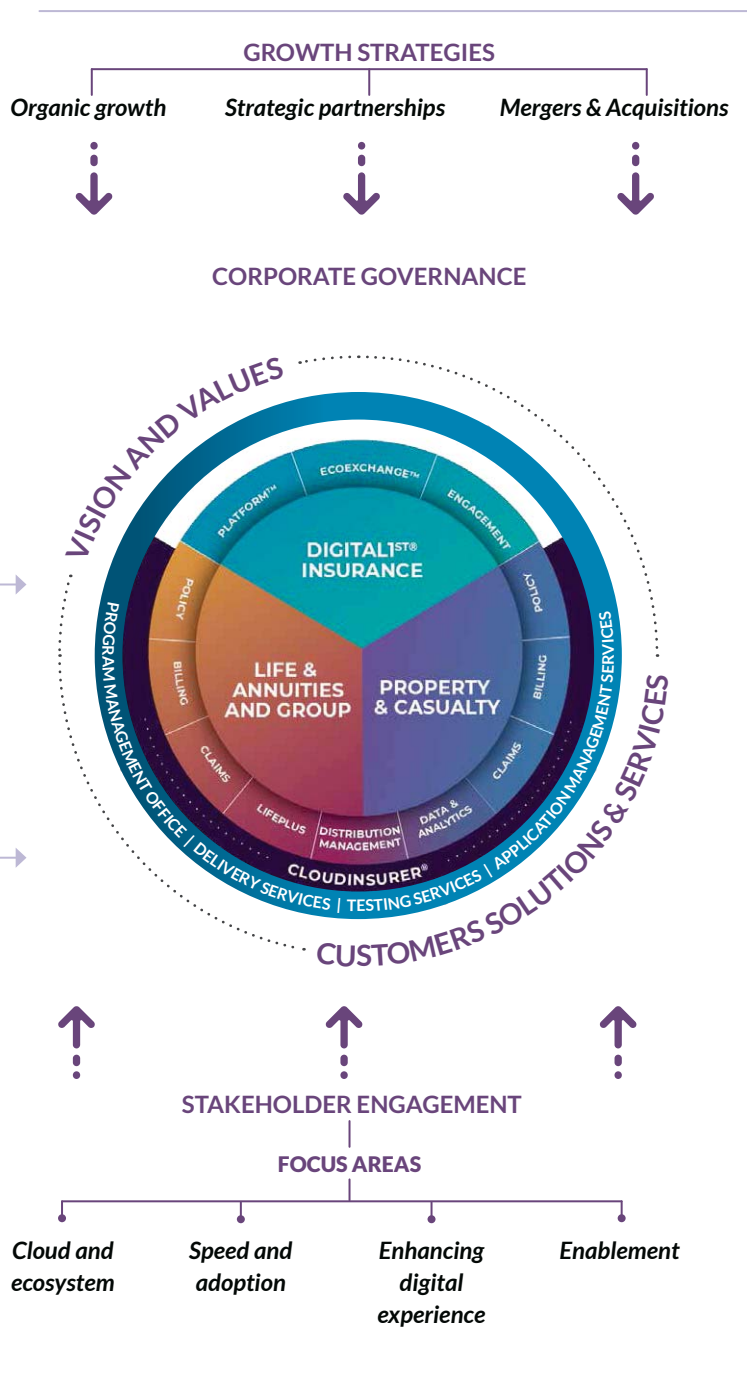 GROWTH STRATEGIES
Organic growth
Strategic partnerships
Mergers & Acquisitions
CORPORATE GOVERNANCE
VISION AND VALUES
PLATFORM™
ECOEXCHANGE™
ENGAGEMENT
DIGITAL1ST®
INSURANCE
POLICY
BILLING
CLAIMS
LIFEPLUS
DISTRIBUTION
MANAGEMENT
DATA &
ANALYTICS
CLAIMS
BILLING
POLICY
LIFE &
ANNUITIES
AND GROUP
PROPERTY
& CASUALTY
CLOUDINSURER®
PROGRAM MANAGEMENT OFFICE | DELIVERY SERVICES | TESTING SERVICES | APPLICATION MANAGEMENT SERVICES
CUSTOMERS SOLUTIONS & SERVICES
STAKEHOLDER ENGAGEMENT
FOCUS AREAS
Cloud and
ecosystem
Speed and
adoption
Enhancing
digital
experience
Enablement